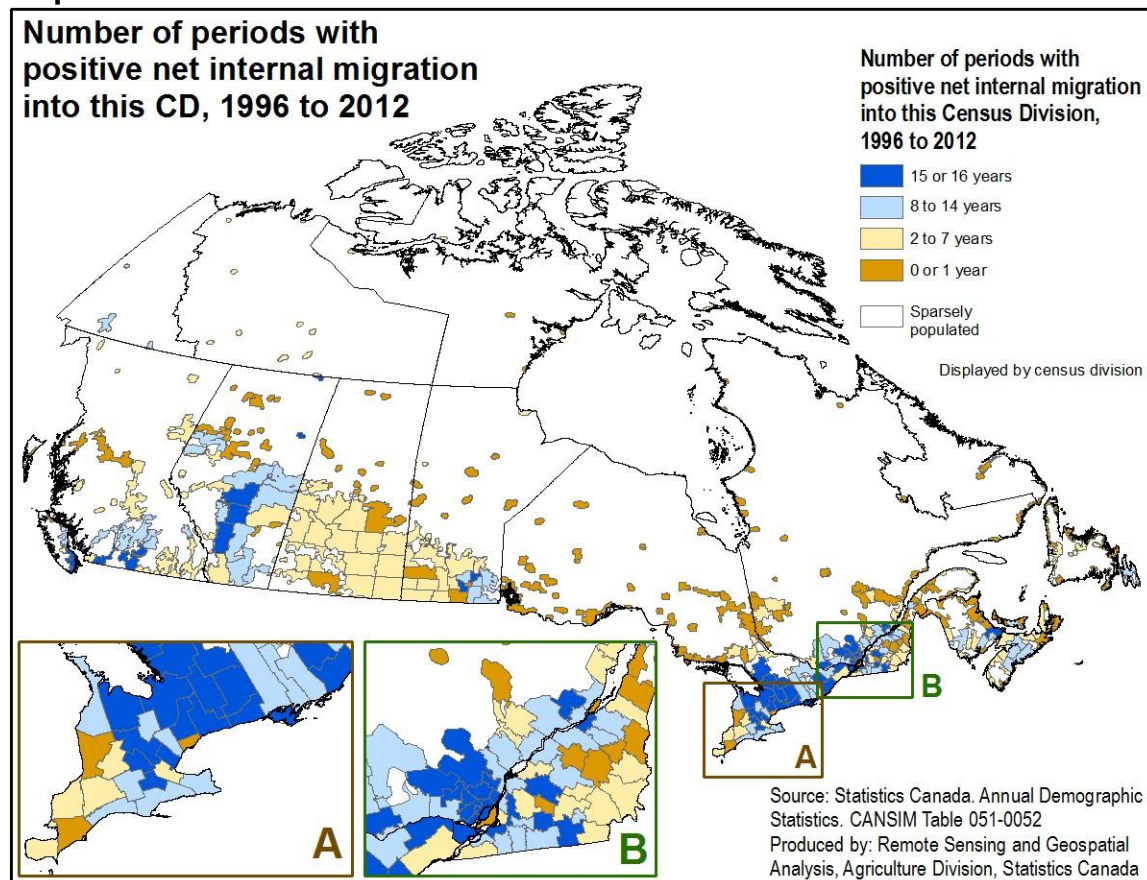 Number of periods with
positive net internal migration
into this CD, 1996 to 2012
Number of periods with
positive net internal migration
into this Census Division,
1996 to 2012
15 or 16 years
8 to 14 years
2 to 7 years
0 or 1 year
Sparsely
populated
Displayed by census division
B
A
A
B
Source: Statistics Canada. Annual Demographic
Statistics. CANSIM Table 051-0052
Produced by: Remote Sensing and Geospatial
Analysis, Agriculture Division, Statistics Canada